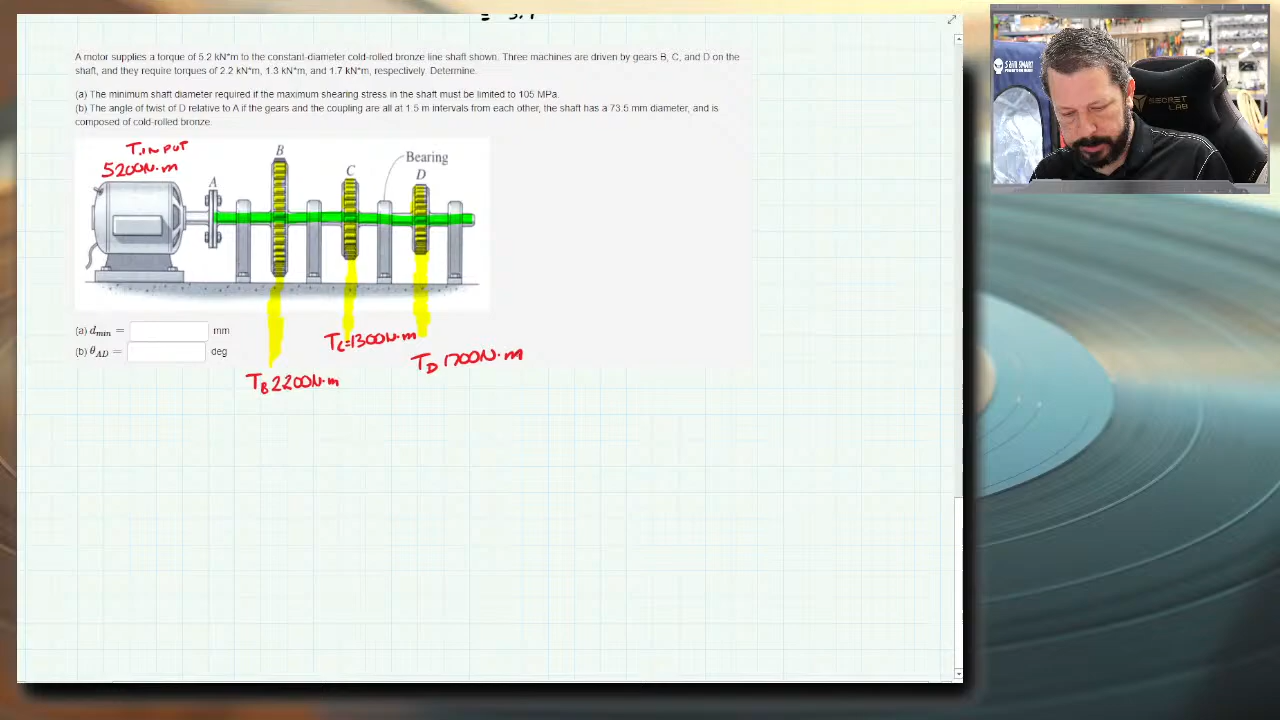 A motor supplies a torque of 5.2 kN*m to the constant-diameter cold-rolled bronze line shaft shown. Three machines are driven by gears B, C, and D on the
shaft, and they require torques of 2.2 kN*m, 1.3 kN*m, and 1.7 kN*m, respectively. Determine.
(a) The minimum shaft diameter required if the maximum shearing stress in the shaft must be limited to 105 MPa.
(b) The angle of twist of D relative to A if the gears and the coupling are all at 1.5 m intervals from each other, the shaft has a 73.5 mm diameter, and is
composed of cold-rolled bronze.
T.INPUT
5200N·m
A
B
C
Bearing
D
(a) dmin = mm
(b) θAD = deg
TC=1300N·m
TD 1700N·m
TB 2200N·m
SECRET
LAB